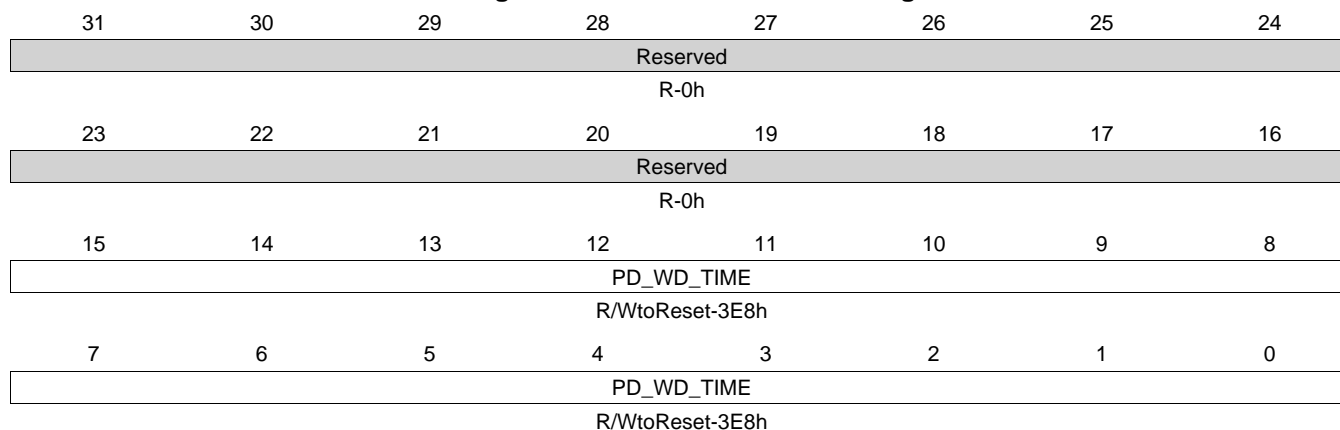 31 30 29 28 27 26 25 24
Reserved
R-0h
23 22 21 20 19 18 17 16
Reserved
R-0h
15 14 13 12 11 10 9 8
PD_WD_TIME
R/WtoReset-3E8h
7 6 5 4 3 2 1 0
PD_WD_TIME
R/WtoReset-3E8h